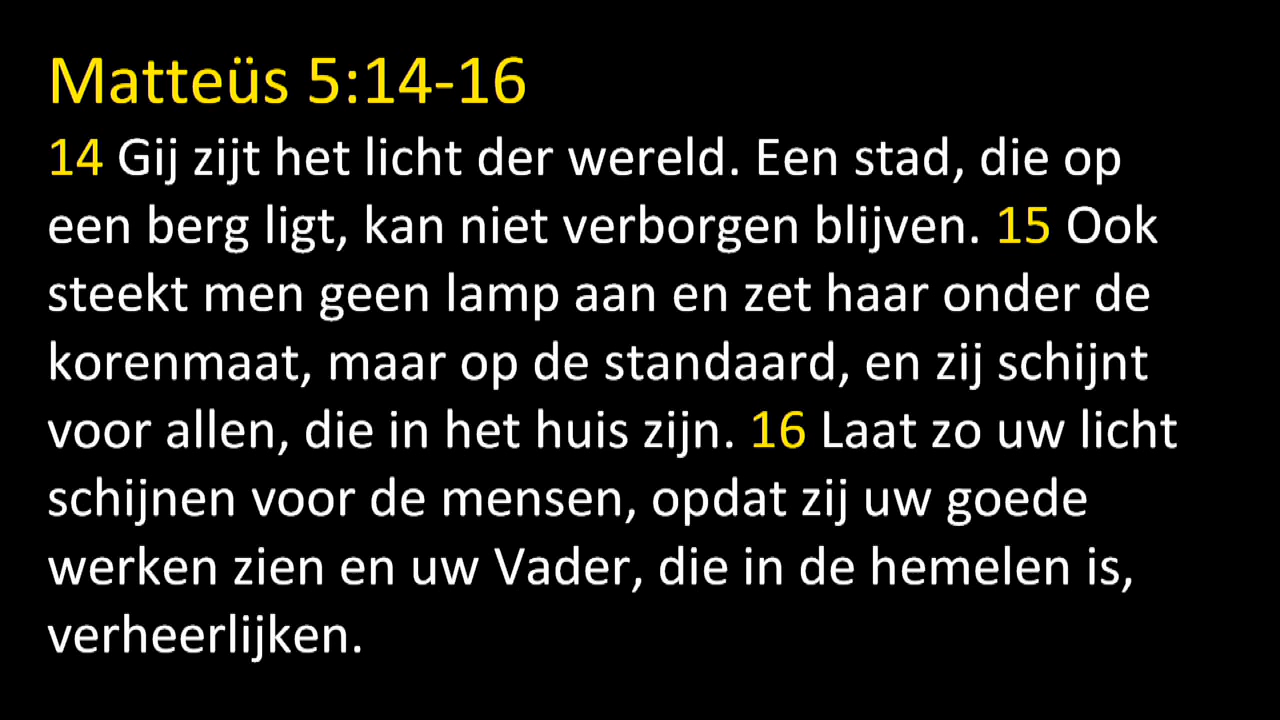 Matteüs 5:14-16
14 Gij zijt het licht der wereld. Een stad, die op
een berg ligt, kan niet verborgen blijven. 15 Ook
steekt men geen lamp aan en zet haar onder de
korenmaat, maar op de standaard, en zij schijnt
voor allen, die in het huis zijn. 16 Laat zo uw licht
schijnen voor de mensen, opdat zij uw goede
werken zien en uw Vader, die in de hemelen is,
verheerlijken.